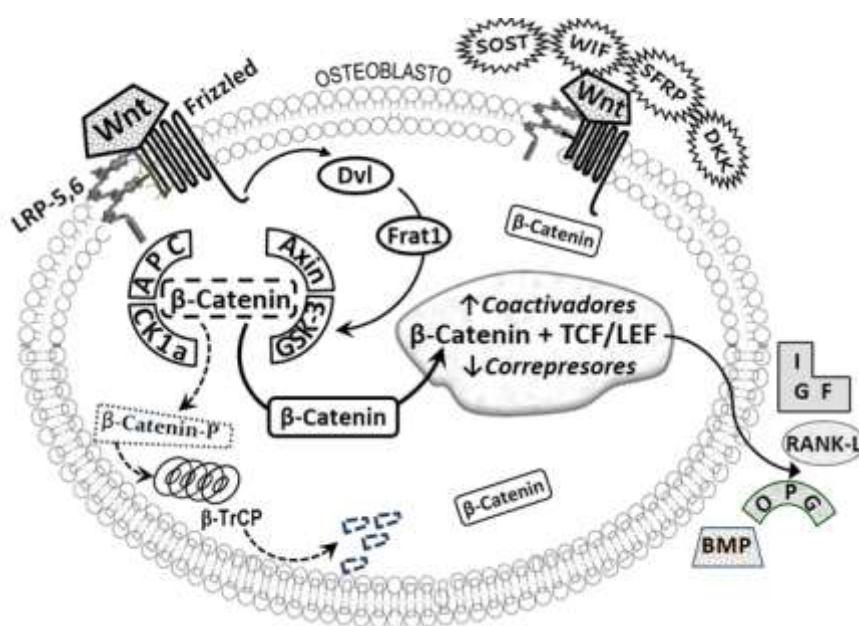 SOST
WIF
SFRP
DKK
OSTEOBLASTO
Wnt
Frizzled
LRP-5,6
Wnt
Dvl
β-Catenin
Frat1
APC
Axin
β-Catenin
CK1a
GSK-3
↑ Coactivadores
β-Catenin + TCF/LEF
↓ Correpresores
β-Catenin
β-Catenin-P
β-TrCP
β-Catenin
I
G F
RANK-L
OPG
BMP